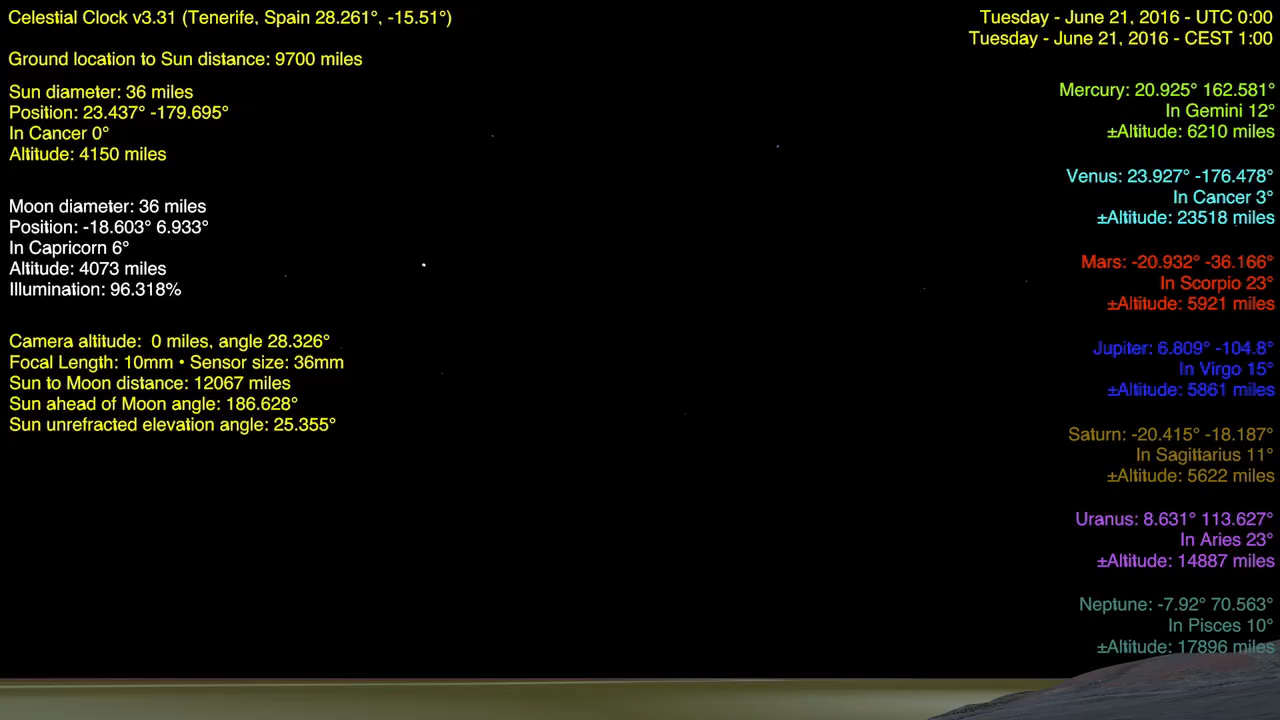 Celestial Clock v3.31 (Tenerife, Spain 28.261°, -15.51°)
Ground location to Sun distance: 9700 miles
Sun diameter: 36 miles
Position: 23.437° -179.695°
In Cancer 0°
Altitude: 4150 miles
Moon diameter: 36 miles
Position: -18.603° 6.933°
In Capricorn 6°
Altitude: 4073 miles
Illumination: 96.318%
Camera altitude:  0 miles, angle 28.326°
Focal Length: 10mm • Sensor size: 36mm
Sun to Moon distance: 12067 miles
Sun ahead of Moon angle: 186.628°
Sun unrefracted elevation angle: 25.355°
Tuesday - June 21, 2016 - UTC 0:00
Tuesday - June 21, 2016 - CEST 1:00
Mercury: 20.925° 162.581°
In Gemini 12°
±Altitude: 6210 miles
Venus: 23.927° -176.478°
In Cancer 3°
±Altitude: 23518 miles
Mars: -20.932° -36.166°
In Scorpio 23°
±Altitude: 5921 miles
Jupiter: 6.809° -104.8°
In Virgo 15°
±Altitude: 5861 miles
Saturn: -20.415° -18.187°
In Sagittarius 11°
±Altitude: 5622 miles
Uranus: 8.631° 113.627°
In Aries 23°
±Altitude: 14887 miles
Neptune: -7.92° 70.563°
In Pisces 10°
±Altitude: 17896 miles